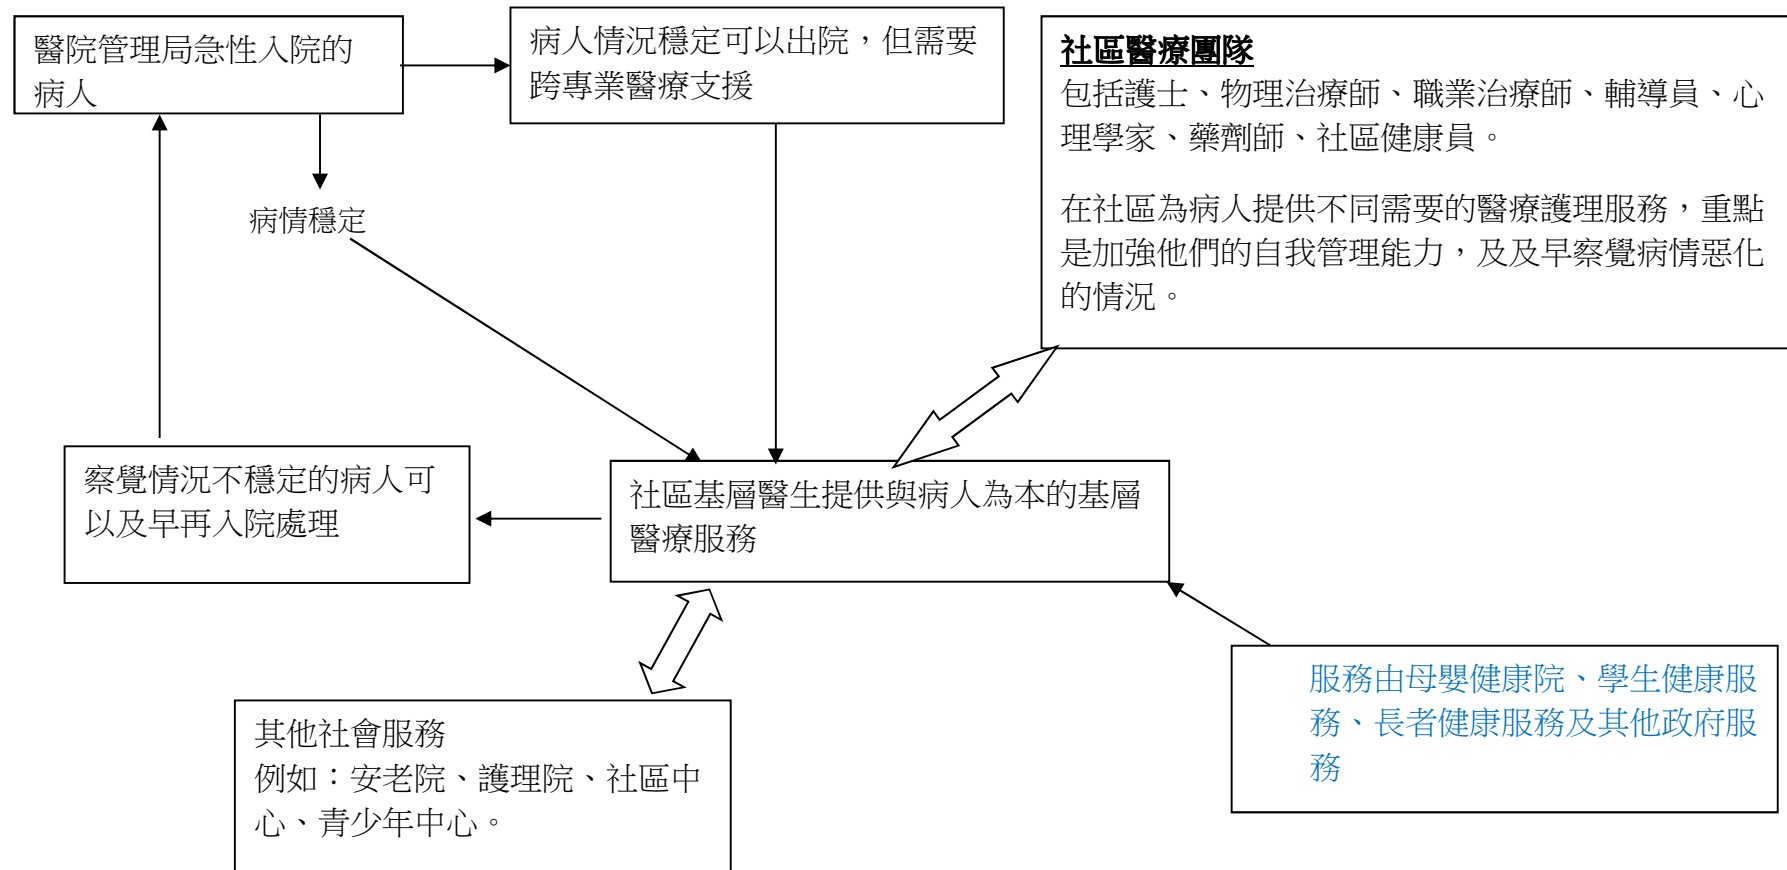 醫院管理局急性入院的
病人
病人情況穩定可以出院，但需要
跨專業醫療支援
社區醫療團隊
包括護士、物理治療師、職業治療師、輔導員、心
理學家、藥劑師、社區健康員。
在社區為病人提供不同需要的醫療護理服務，重點
是加強他們的自我管理能力，及及早察覺病情惡化
的情況。
病情穩定
察覺情況不穩定的病人可
以及早再入院處理
社區基層醫生提供與病人為本的基層
醫療服務
服務由母嬰健康院、學生健康服
務、長者健康服務及其他政府服
務
其他社會服務
例如：安老院、護理院、社區中
心、青少年中心。